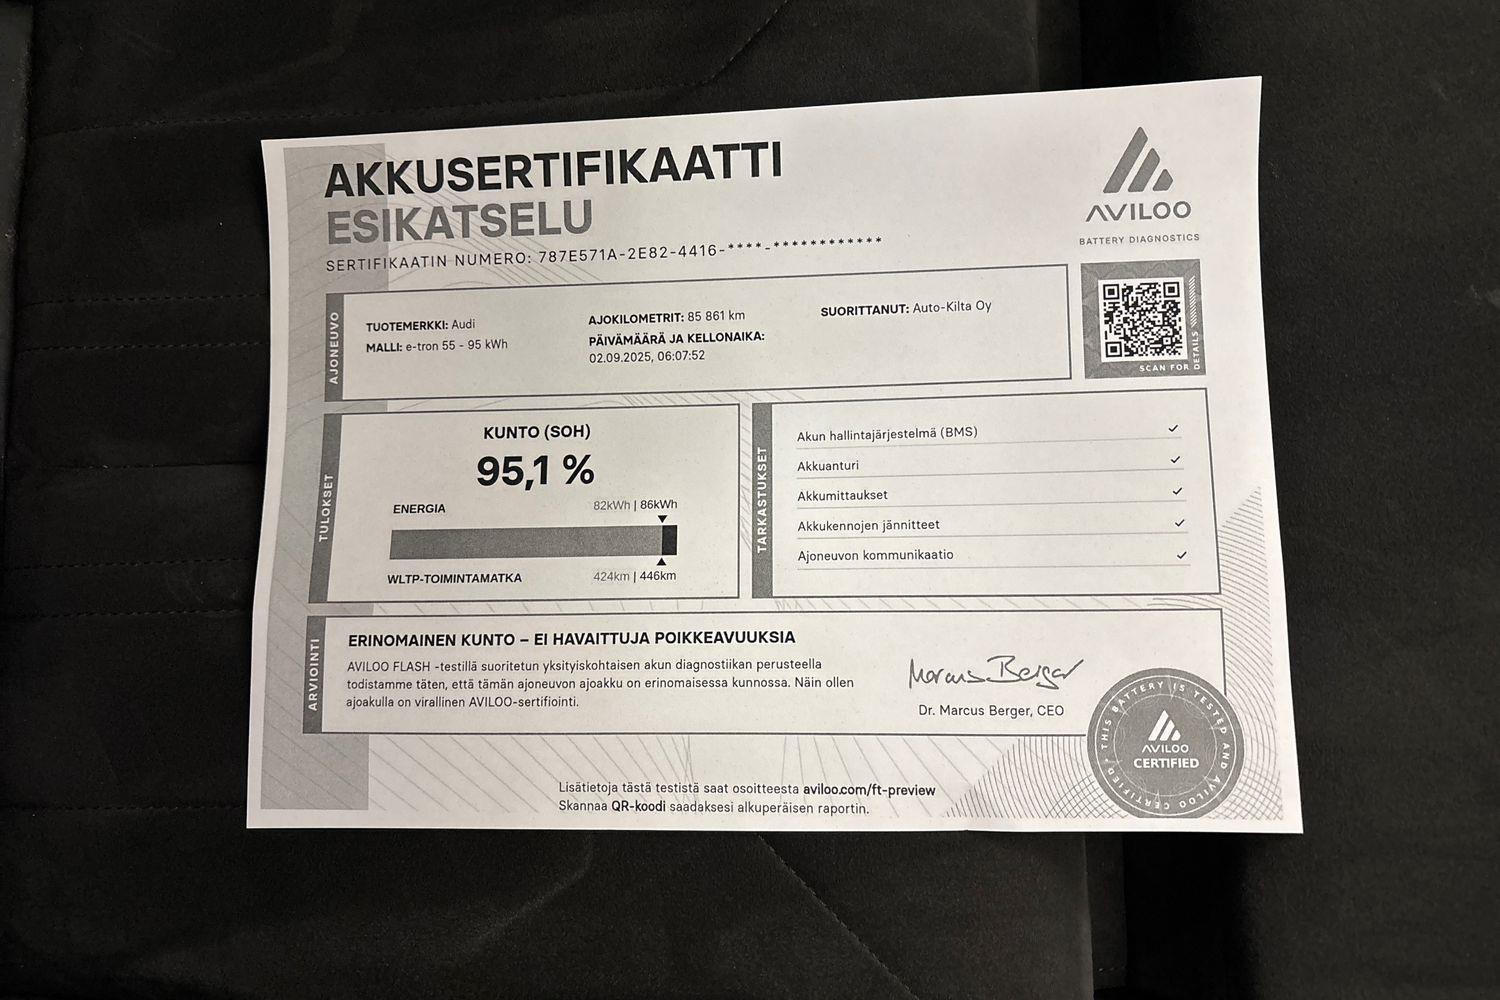 AKKUSERTIFIKAATTI
ESIKATSELU
SERTIFIKAATIN NUMERO: 787E571A-2E82-4416-****-************
AVILOO
BATTERY DIAGNOSTICS
SCAN FOR DETAILS
AJONEUVO
TUOTEMERKKI: Audi
MALLI: e-tron 55 - 95 kWh
AJOKILOMETRIT: 85 861 km
PÄIVÄMÄÄRÄ JA KELLONAIKA:
02.09.2025, 06:07:52
SUORITTANUT: Auto-Kilta Oy
TULOKSET
KUNTO (SOH)
95,1 %
ENERGIA 82kWh | 86kWh
WLTP-TOIMINTAMATKA 424km | 446km
TARKASTUKSET
Akun hallintajärjestelmä (BMS) ✓
Akkuanturi ✓
Akkumittaukset ✓
Akkukennojen jännitteet ✓
Ajoneuvon kommunikaatio ✓
ARVIOINTI
ERINOMAINEN KUNTO – EI HAVAITTUJA POIKKEAVUUKSIA
AVILOO FLASH -testillä suoritetun yksityiskohtaisen akun diagnostiikan perusteella
todistamme täten, että tämän ajoneuvon ajoakku on erinomaisessa kunnossa. Näin ollen
ajoakulla on virallinen AVILOO-sertifiointi.
Marcus Berger
Dr. Marcus Berger, CEO
THIS BATTERY IS TESTED AND AVILOO CERTIFIED
AVILOO
CERTIFIED
Lisätietoja tästä testistä saat osoitteesta aviloo.com/ft-preview
Skannaa QR-koodi saadaksesi alkuperäisen raportin.